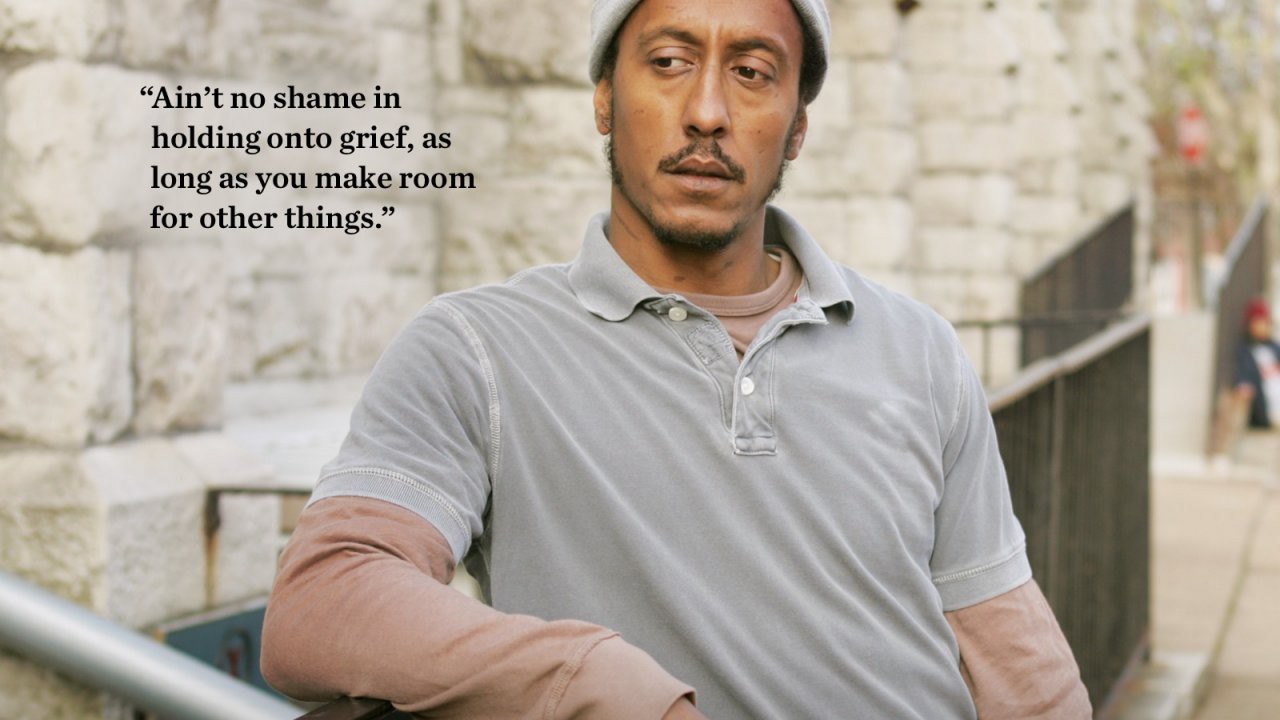 “Ain’t no shame in
holding onto grief, as
long as you make room
for other things.”